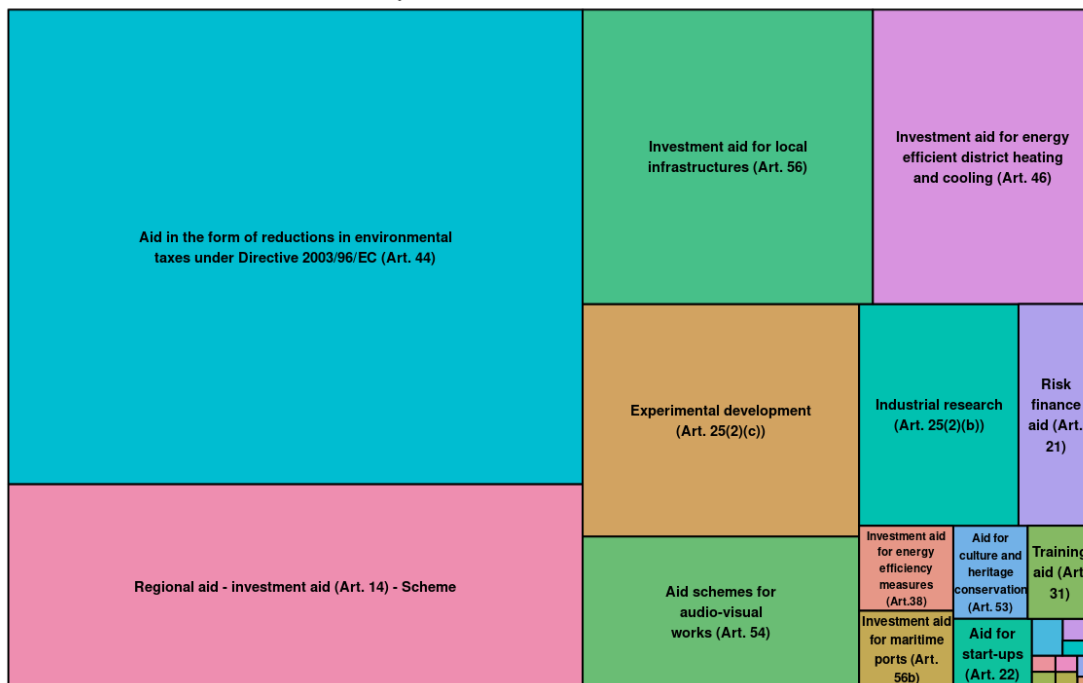 Aid in the form of reductions in environmental
taxes under Directive 2003/96/EC (Art. 44)
Regional aid - investment aid (Art. 14) - Scheme
Investment aid for local
infrastructures (Art. 56)
Investment aid for energy
efficient district heating
and cooling (Art. 46)
Experimental development
(Art. 25(2)(c))
Industrial research
(Art. 25(2)(b))
Risk
finance
aid (Art.
21)
Aid schemes for
audio-visual
works (Art. 54)
Investment aid
for energy
efficiency
measures
(Art.38)
Aid for
culture and
heritage
conservation
(Art. 53)
Training
aid (Art.
31)
Investment aid
for maritime
ports (Art.
56b)
Aid for
start-ups
(Art. 22)